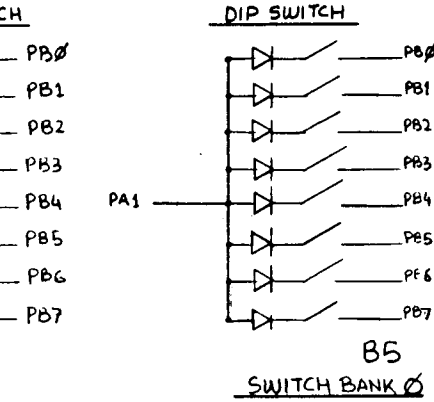 CH
DIP SWITCH
PBØ
PB1
PB2
PB3
PB4
PB5
PBG
PB7
PA1
PBØ
PB1
PB2
PB3
PB4
PB5
PF6
PB7
B5
SWITCH BANK Ø